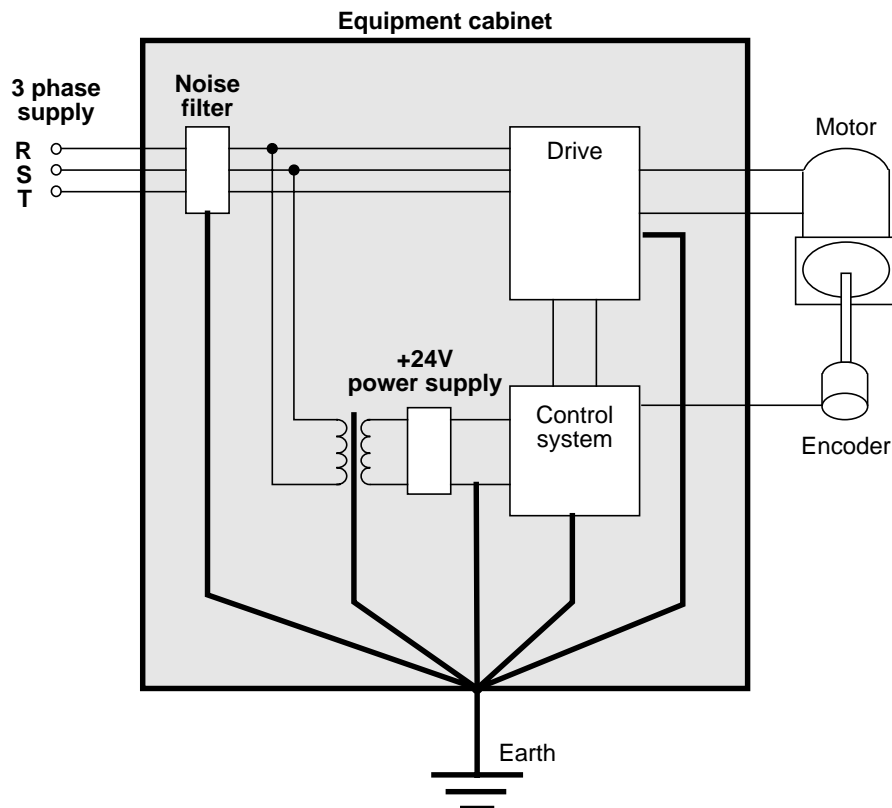 Equipment cabinet
3 phase
supply
Noise
filter
R
S
T
Drive
Motor
+24V
power supply
Control
system
Encoder
Earth